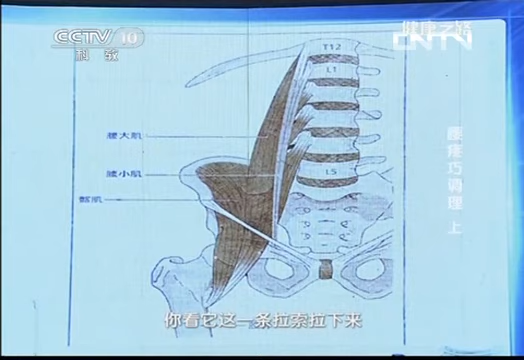 CCTV 10
科教
健康之路
CNTV
T12
L1
腰大肌
腰小肌
髂肌
L5
腰疼巧调理 上
你看它这一条拉索拉下来